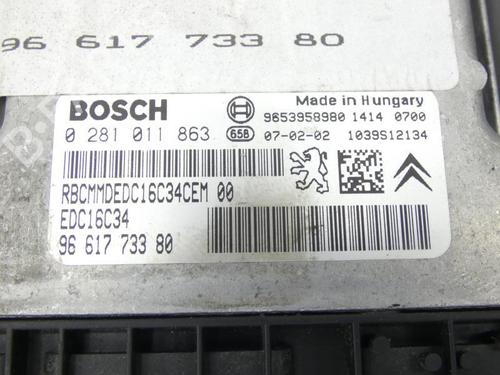 96 617 733 80
BOSCH
Made in Hungary
9653958980 1414 0700
0 281 011 863 658 07-02-02 1039S12134
RBCMMDEDC16C34CEM 00
EDC16C34
96 617 733 80